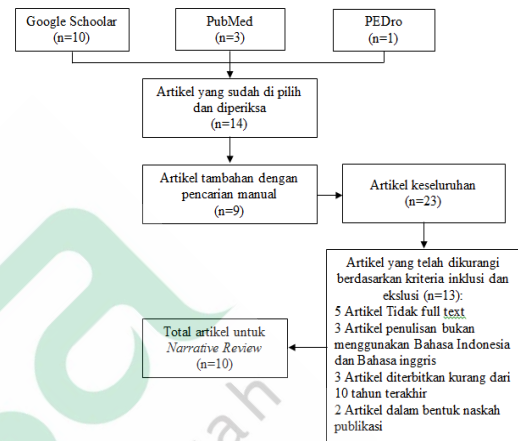 Google Schoolar
(n=10)
PubMed
(n=3)
PEDro
(n=1)
Artikel yang sudah di pilih
dan diperiksa
(n=14)
Artikel tambahan dengan
pencarian manual
(n=9)
Artikel keseluruhan
(n=23)
Artikel yang telah dikurangi
berdasarkan kriteria inklusi dan
ekslusi (n=13):
5 Artikel Tidak full text
3 Artikel penulisan bukan
menggunakan Bahasa Indonesia
dan Bahasa inggris
3 Artikel diterbitkan kurang dari
10 tahun terakhir
2 Artikel dalam bentuk naskah
publikasi
Total artikel untuk
Narrative Review
(n=10)